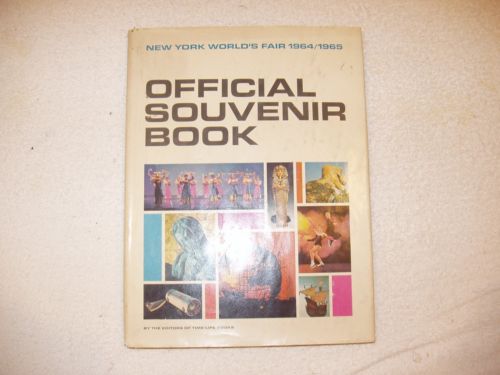 NEW YORK WORLD'S FAIR 1964/1965
OFFICIAL
SOUVENIR
BOOK
BY THE EDITORS OF TIME-LIFE BOOKS